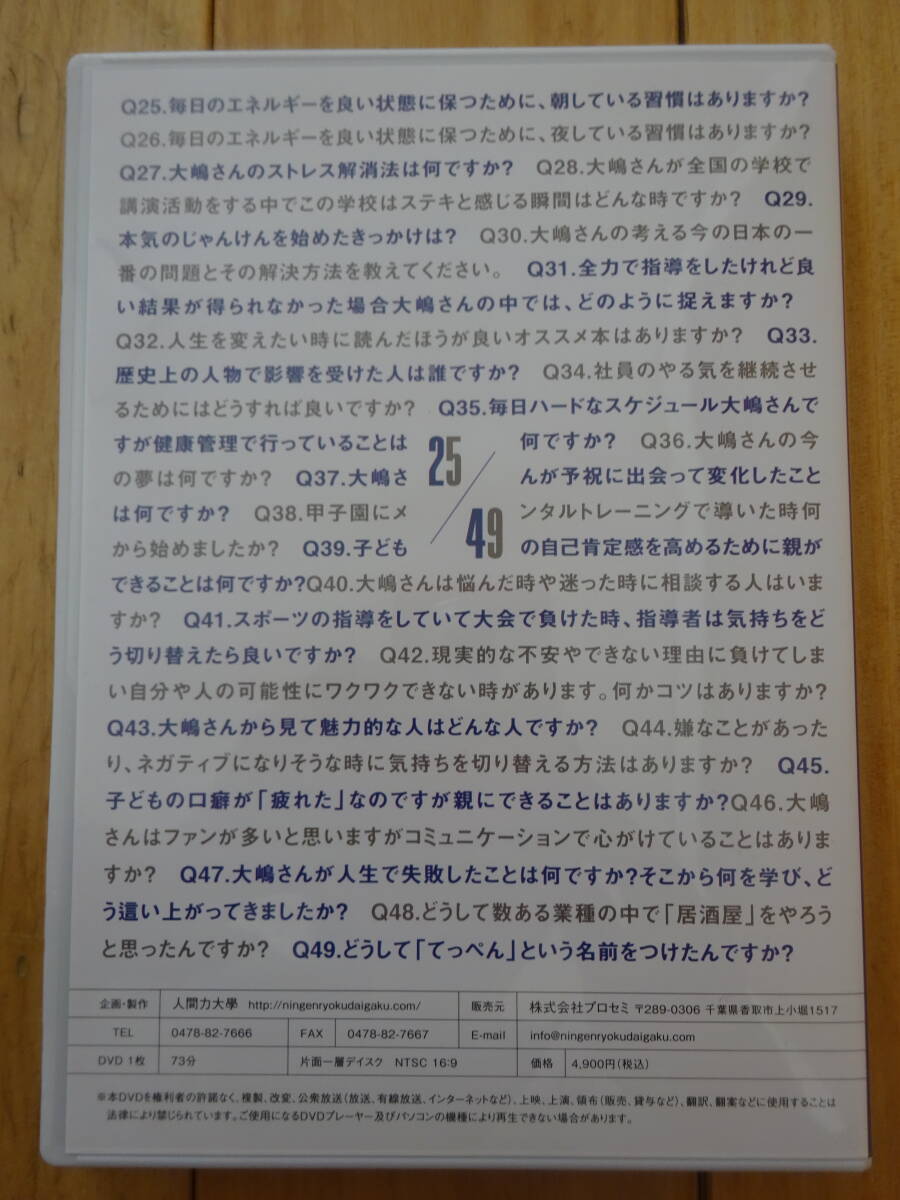 Q25.毎日のエネルギーを良い状態に保つために、朝している習慣はありますか?
Q26.毎日のエネルギーを良い状態に保つために、夜している習慣はありますか?
Q27.大嶋さんのストレス解消法は何ですか? Q28.大嶋さんが全国の学校で
講演活動をする中でこの学校はステキと感じる瞬間はどんな時ですか? Q29.
本気のじゃんけんを始めたきっかけは? Q30.大嶋さんの考える今の日本の一
番の問題とその解決方法を教えてください。 Q31.全力で指導をしたけれど良
い結果が得られなかった場合大嶋さんの中では、どのように捉えますか?
Q32.人生を変えたい時に読んだほうが良いオススメ本はありますか? Q33.
歴史上の人物で影響を受けた人は誰ですか? Q34.社員のやる気を継続させ
るためにはどうすれば良いですか? Q35.毎日ハードなスケジュール大嶋さんで
すが健康管理で行っていることは 何ですか? Q36.大嶋さんの今
の夢は何ですか? Q37.大嶋さ んが予祝に出会って変化したこと
は何ですか? Q38.甲子園にメ ンタルトレーニングで導いた時何
から始めましたか? Q39.子ども の自己肯定感を高めるために親が
25
49
できることは何ですか?Q40.大嶋さんは悩んだ時や迷った時に相談する人はいま
すか? Q41.スポーツの指導をしていて大会で負けた時、指導者は気持ちをど
う切り替えたら良いですか? Q42.現実的な不安やできない理由に負けてしま
い自分や人の可能性にワクワクできない時があります。何かコツはありますか?
Q43.大嶋さんから見て魅力的な人はどんな人ですか? Q44.嫌なことがあった
り、ネガティブになりそうな時に気持ちを切り替える方法はありますか? Q45.
子どもの口癖が「疲れた」なのですが親にできることはありますか?Q46.大嶋
さんはファンが多いと思いますがコミュニケーションで心がけていることはありま
すか? Q47.大嶋さんが人生で失敗したことは何ですか?そこから何を学び、ど
う這い上がってきましたか? Q48.どうして数ある業種の中で「居酒屋」をやろう
と思ったんですか? Q49.どうして「てっぺん」という名前をつけたんですか?
企画・製作 人間力大學 http://ningenryokudaigaku.com/ 販売元 株式会社プロセミ 〒289-0306 千葉県香取市上小堀1517
TEL 0478-82-7666 FAX 0478-82-7667 E-mail info@ningenryokudaigaku.com
DVD 1枚 73分 片面一層ディスク NTSC 16:9 価格 4,900円(税込)
※本DVDを権利者の許諾なく、複製、改変、公衆放送(放送、有線放送、インターネットなど)、上映、上演、領布(販売、貸与など)、翻訳、翻案などに使用することは
法律により禁じられています。ご使用になるDVDプレーヤー及びパソコンの機種により再生できない場合があります。